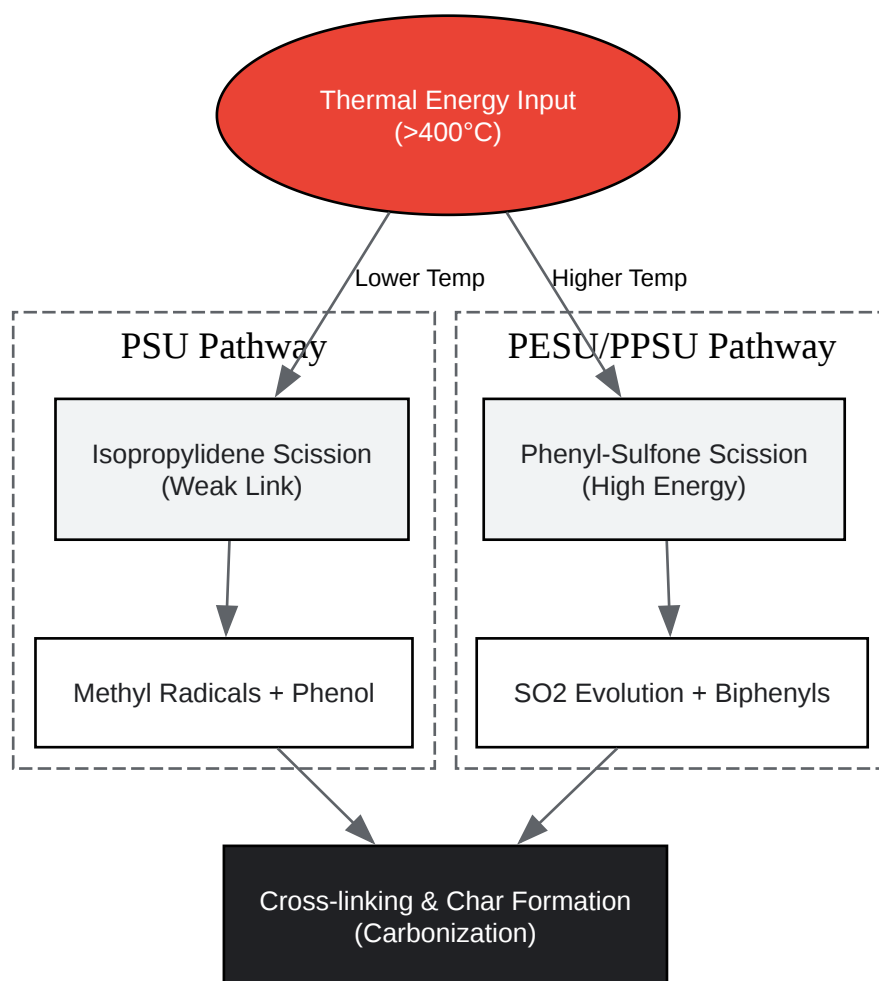 Thermal Energy Input
(>400°C)
Lower Temp
Higher Temp
PSU Pathway
PESU/PPSU Pathway
Isopropylidene Scission
(Weak Link)
Phenyl-Sulfone Scission
(High Energy)
Methyl Radicals + Phenol
SO2 Evolution + Biphenyls
Cross-linking & Char Formation
(Carbonization)